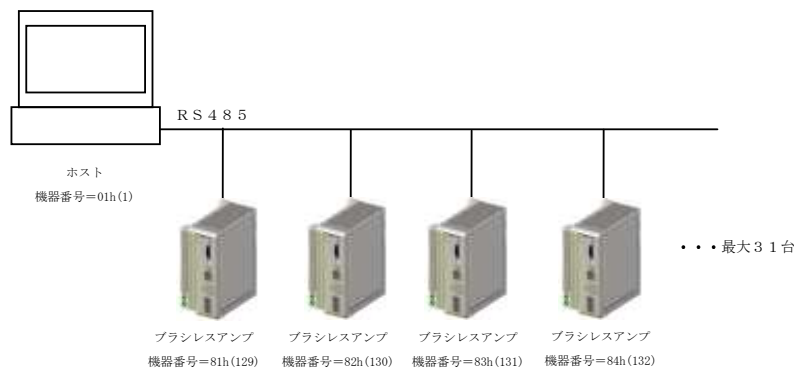 ＲＳ４８５
ホスト
機器番号＝01h(1)
・・・最大３１台
ブラシレスアンプ
機器番号＝81h(129)
ブラシレスアンプ
機器番号＝82h(130)
ブラシレスアンプ
機器番号＝83h(131)
ブラシレスアンプ
機器番号＝84h(132)